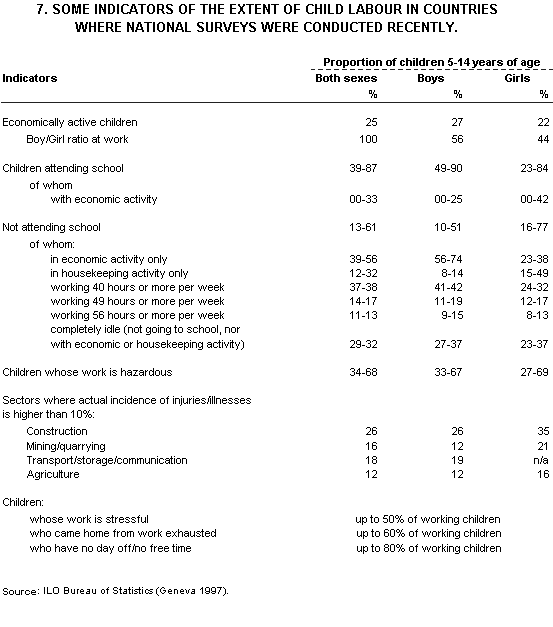 7. SOME INDICATORS OF THE EXTENT OF CHILD LABOUR IN COUNTRIES
WHERE NATIONAL SURVEYS WERE CONDUCTED RECENTLY.
Proportion of children 5-14 years of age
Indicators Both sexes Boys Girls
% % %
Economically active children 25 27 22
Boy/Girl ratio at work 100 56 44
Children attending school 39-87 49-90 23-84
of whom
with economic activity 00-33 00-25 00-42
Not attending school 13-61 10-51 16-77
of whom:
in economic activity only 39-56 56-74 23-38
in housekeeping activity only 12-32 8-14 15-49
working 40 hours or more per week 37-38 41-42 24-32
working 49 hours or more per week 14-17 11-19 12-17
working 56 hours or more per week 11-13 9-15 8-13
completely idle (not going to school, nor
with economic or housekeeping activity) 29-32 27-37 23-37
Children whose work is hazardous 34-68 33-67 27-69
Sectors where actual incidence of injuries/illnesses
is higher than 10%:
Construction 26 26 35
Mining/quarrying 16 12 21
Transport/storage/communication 18 19 n/a
Agriculture 12 12 16
Children:
whose work is stressful up to 50% of working children
who came home from work exhausted up to 60% of working children
who have no day off/no free time up to 80% of working children
Source: ILO Bureau of Statistics (Geneva 1997).